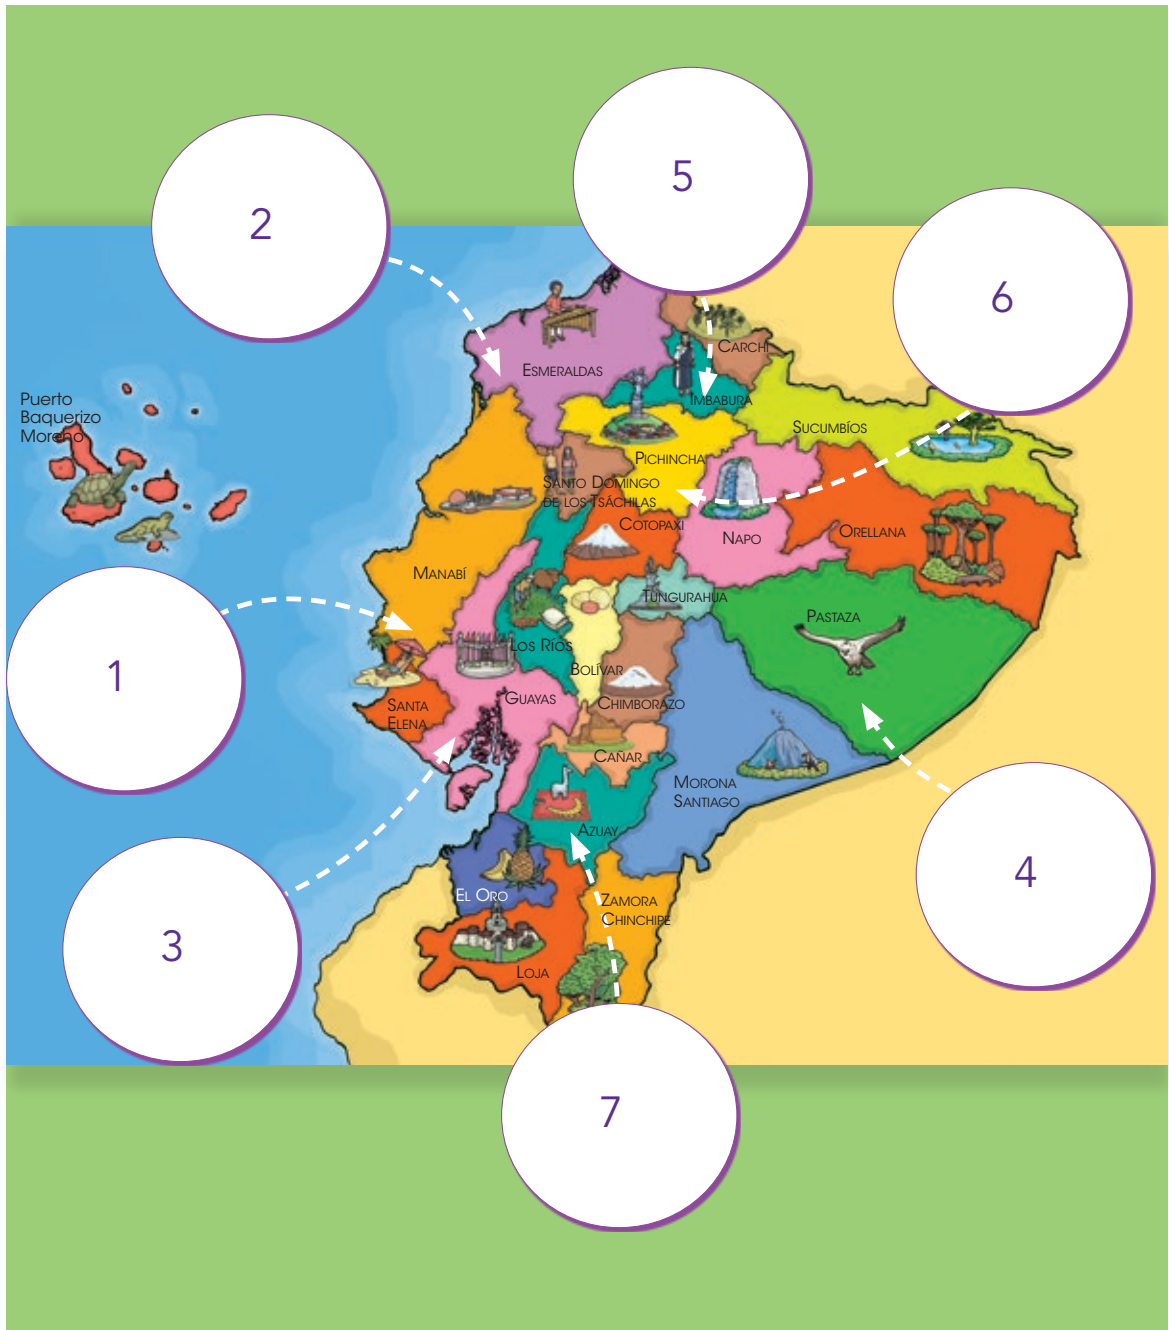 5
2
6
Esmeraldas
Carchi
Imbabura
Puerto
Baquerizo
Moreno
Sucumbíos
Pichincha
Santo Domingo
de los Tsáchilas
Cotopaxi
Napo
Orellana
Manabí
Tungurahua
Pastaza
Los Ríos
Bolívar
1
Guayas
Santa
Elena
Chimborazo
Cañar
Morona
Santiago
Azuay
4
El Oro
Zamora
Chinchipe
3
Loja
7